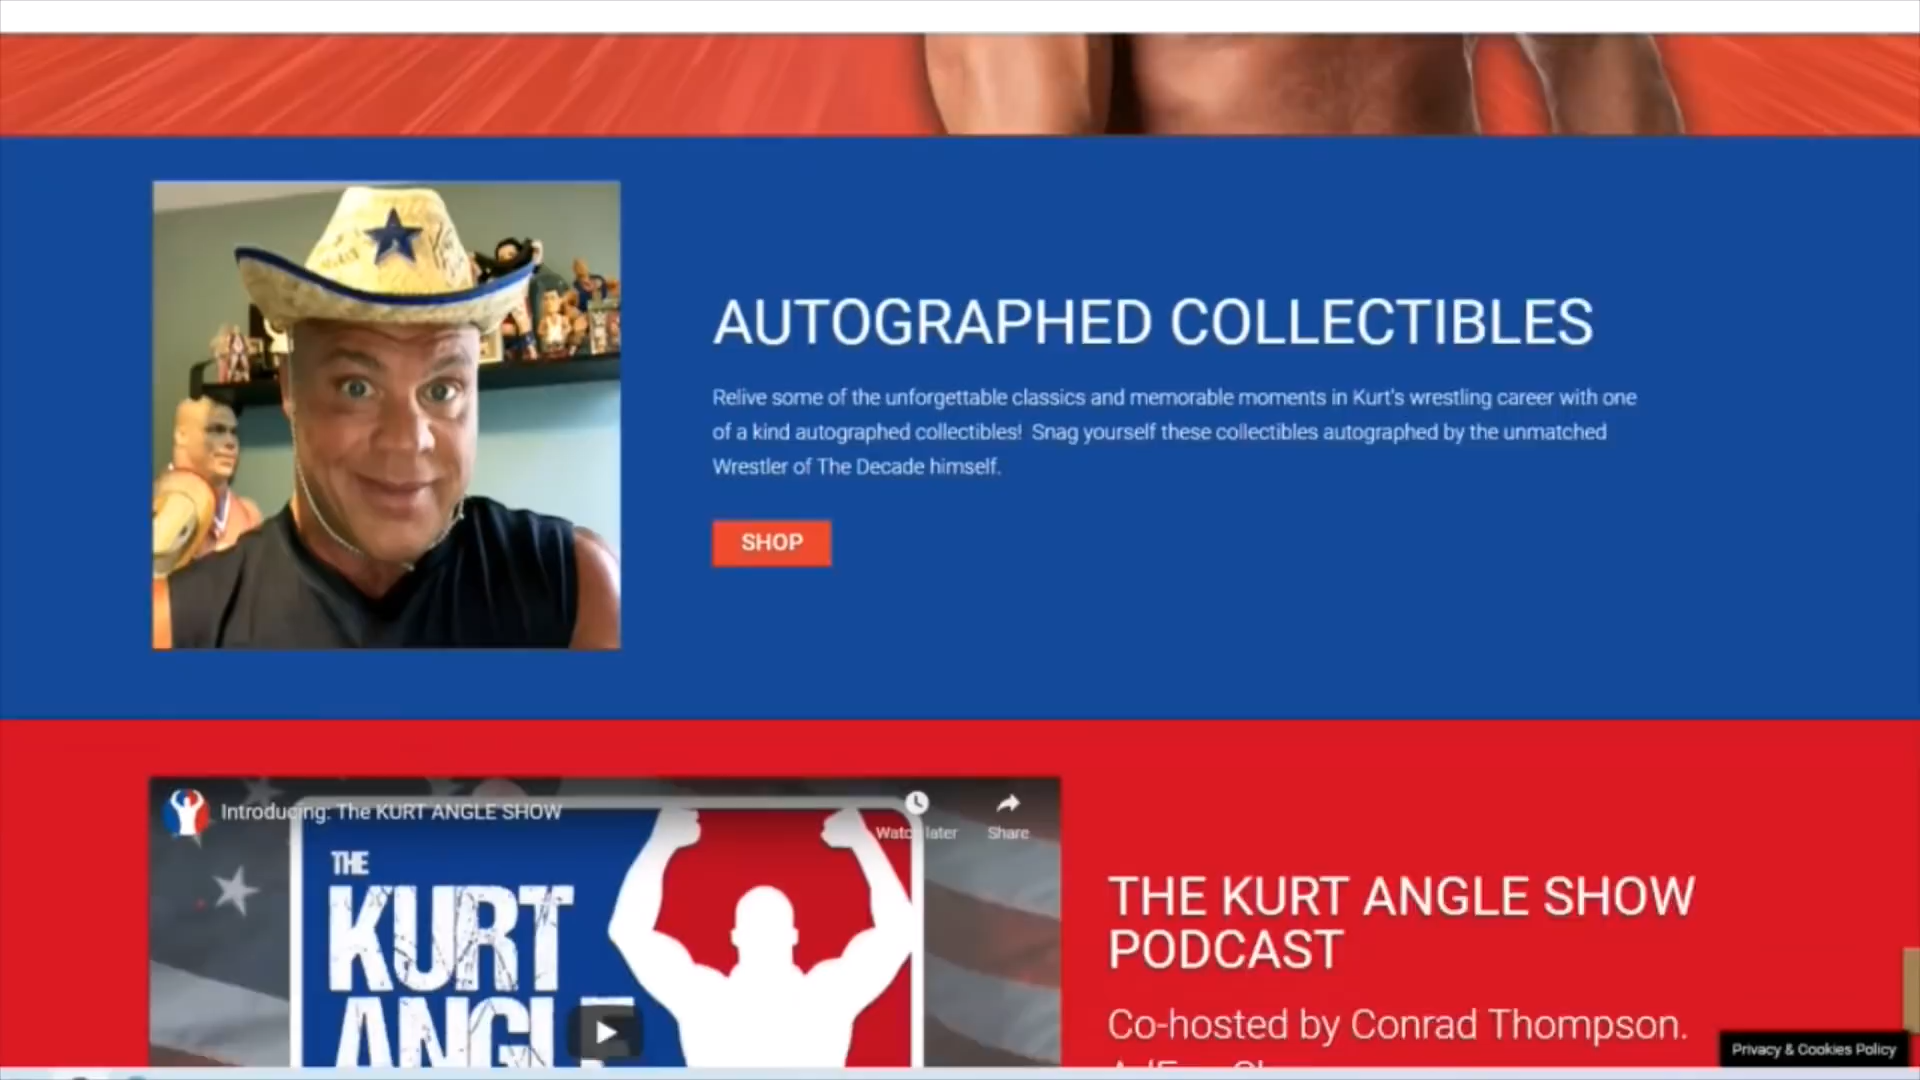 AUTOGRAPHED COLLECTIBLES
Relive some of the unforgettable classics and memorable moments in Kurt's wrestling career with one
of a kind autographed collectibles! Snag yourself these collectibles autographed by the unmatched
Wrestler of The Decade himself.
SHOP
Introducing: The KURT ANGLE SHOW
Watch later
Share
THE
KURT
ANGLE
THE KURT ANGLE SHOW
PODCAST
Co-hosted by Conrad Thompson.
Privacy & Cookies Policy